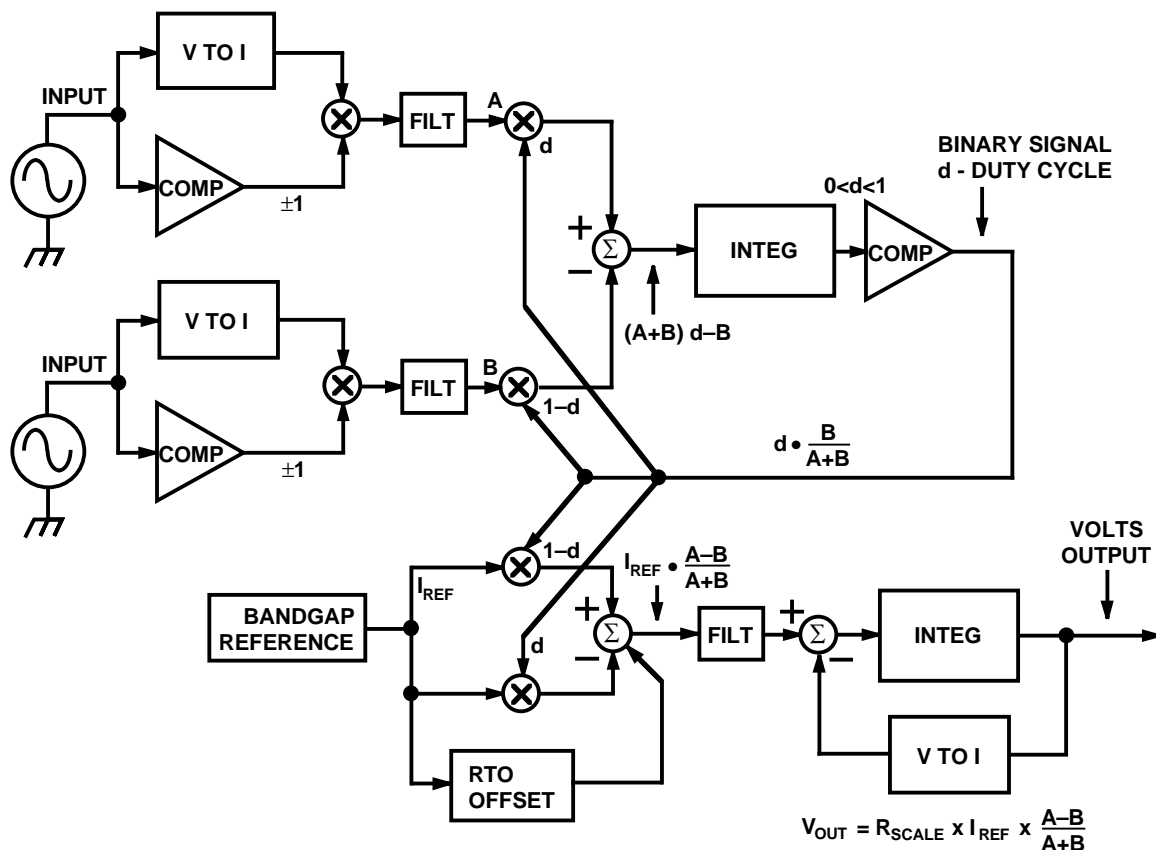 V TO I
INPUT
COMP
±1
FILT
A
d
+
–
Σ
(A+B) d–B
INTEG
0<d<1
COMP
BINARY SIGNAL
d - DUTY CYCLE
V TO I
INPUT
COMP
±1
FILT
B
1–d
d • B/A+B
BANDGAP
REFERENCE
I_REF
1–d
d
RTO
OFFSET
+
–
Σ
I_REF • A–B/A+B
FILT
+
–
Σ
INTEG
V TO I
VOLTS
OUTPUT
V_OUT = R_SCALE x I_REF x A–B/A+B